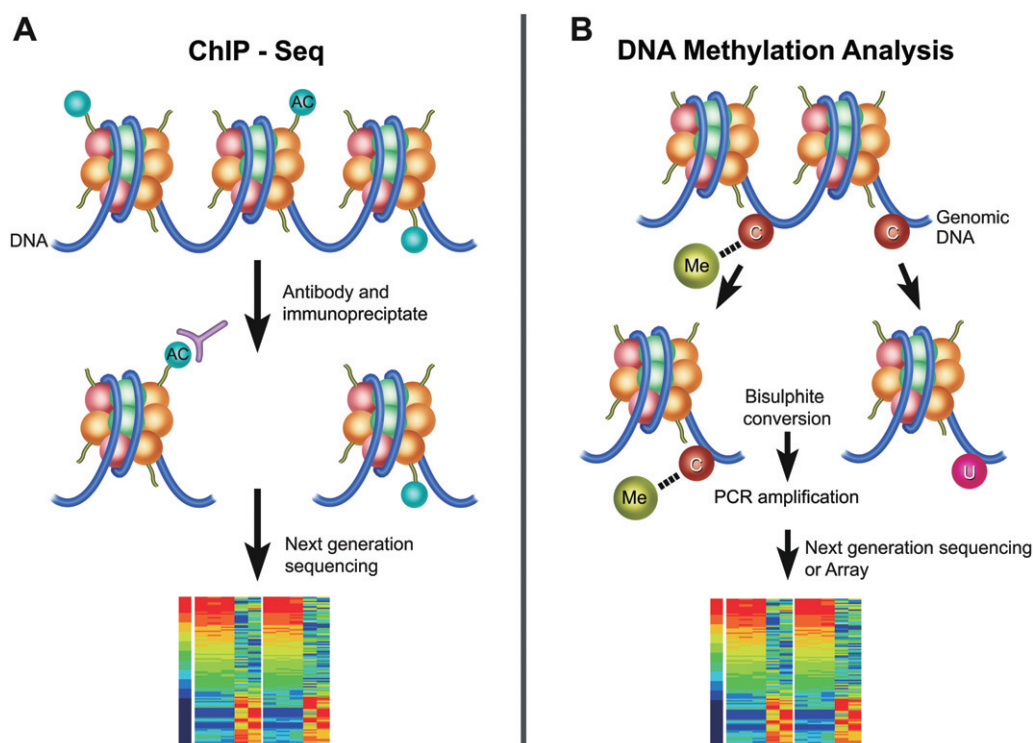 A
ChIP - Seq
AC
DNA
Antibody and
immunopreciptate
AC
Next generation
sequencing
B
DNA Methylation Analysis
C
C
Genomic
DNA
Me
Bisulphite
conversion
C
Me
U
PCR amplification
Next generation sequencing
or Array